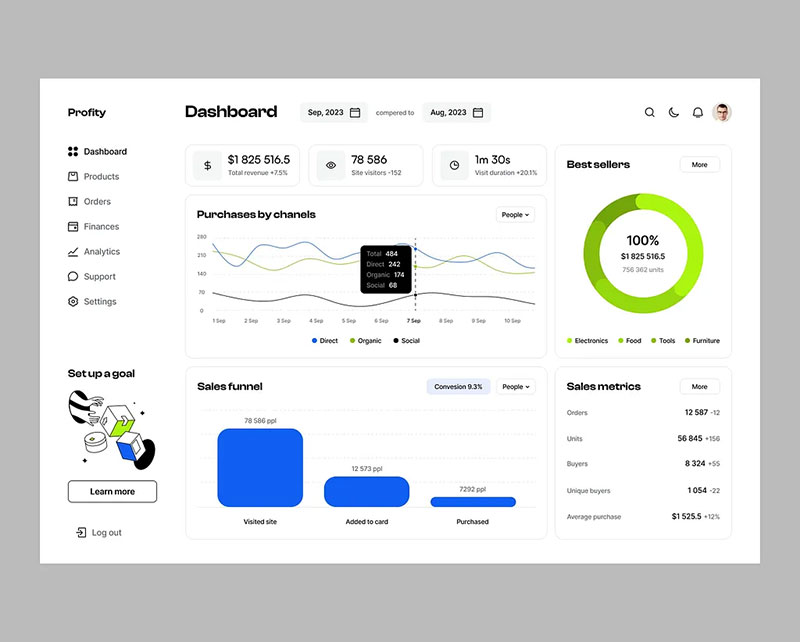 Profity
Dashboard
Products
Orders
Finances
Analytics
Support
Settings
Set up a goal
Learn more
Log out
Dashboard
Sep, 2023
compered to
Aug, 2023
$
$1 825 516.5
Total revenue +7.5%
78 586
Site visitors -152
1m 30s
Visit duration +20.1%
Purchases by chanels
People
280
210
140
70
0
Total 484
Direct 242
Organic 174
Social 68
1 Sep 2 Sep 3 Sep 4 Sep 5 Sep 6 Sep 7 Sep 8 Sep 9 Sep 10 Sep
Direct Organic Social
Best sellers
More
100%
$1 825 516.5
756 362 units
Electronics Food Tools Furniture
Sales funnel
Convesion 9.3%
People
78 586 ppl
12 573 ppl
7292 ppl
Visited site Added to card Purchased
Sales metrics
More
Orders 12 587 -12
Units 56 845 +156
Buyers 8 324 +55
Unique buyers 1 054 -22
Average purchase $1 525.5 +12%